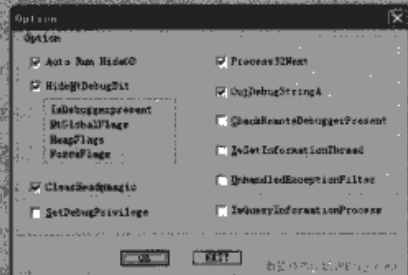 Option
Option
Auto Run HideOD
HideNtDebugBit
IsDebuggerpresent
NtGlobalFlags
HeapFlags
ForceFlags
ClearHeadpmagic
SetDebugPrivilege
Process32Next
OutDebugStringA
CheckRemoteDebuggerPresent
ZwSetInformationThread
UnhandledExceptionFilter
ZwQueryInformationProcess
OK
EXIT